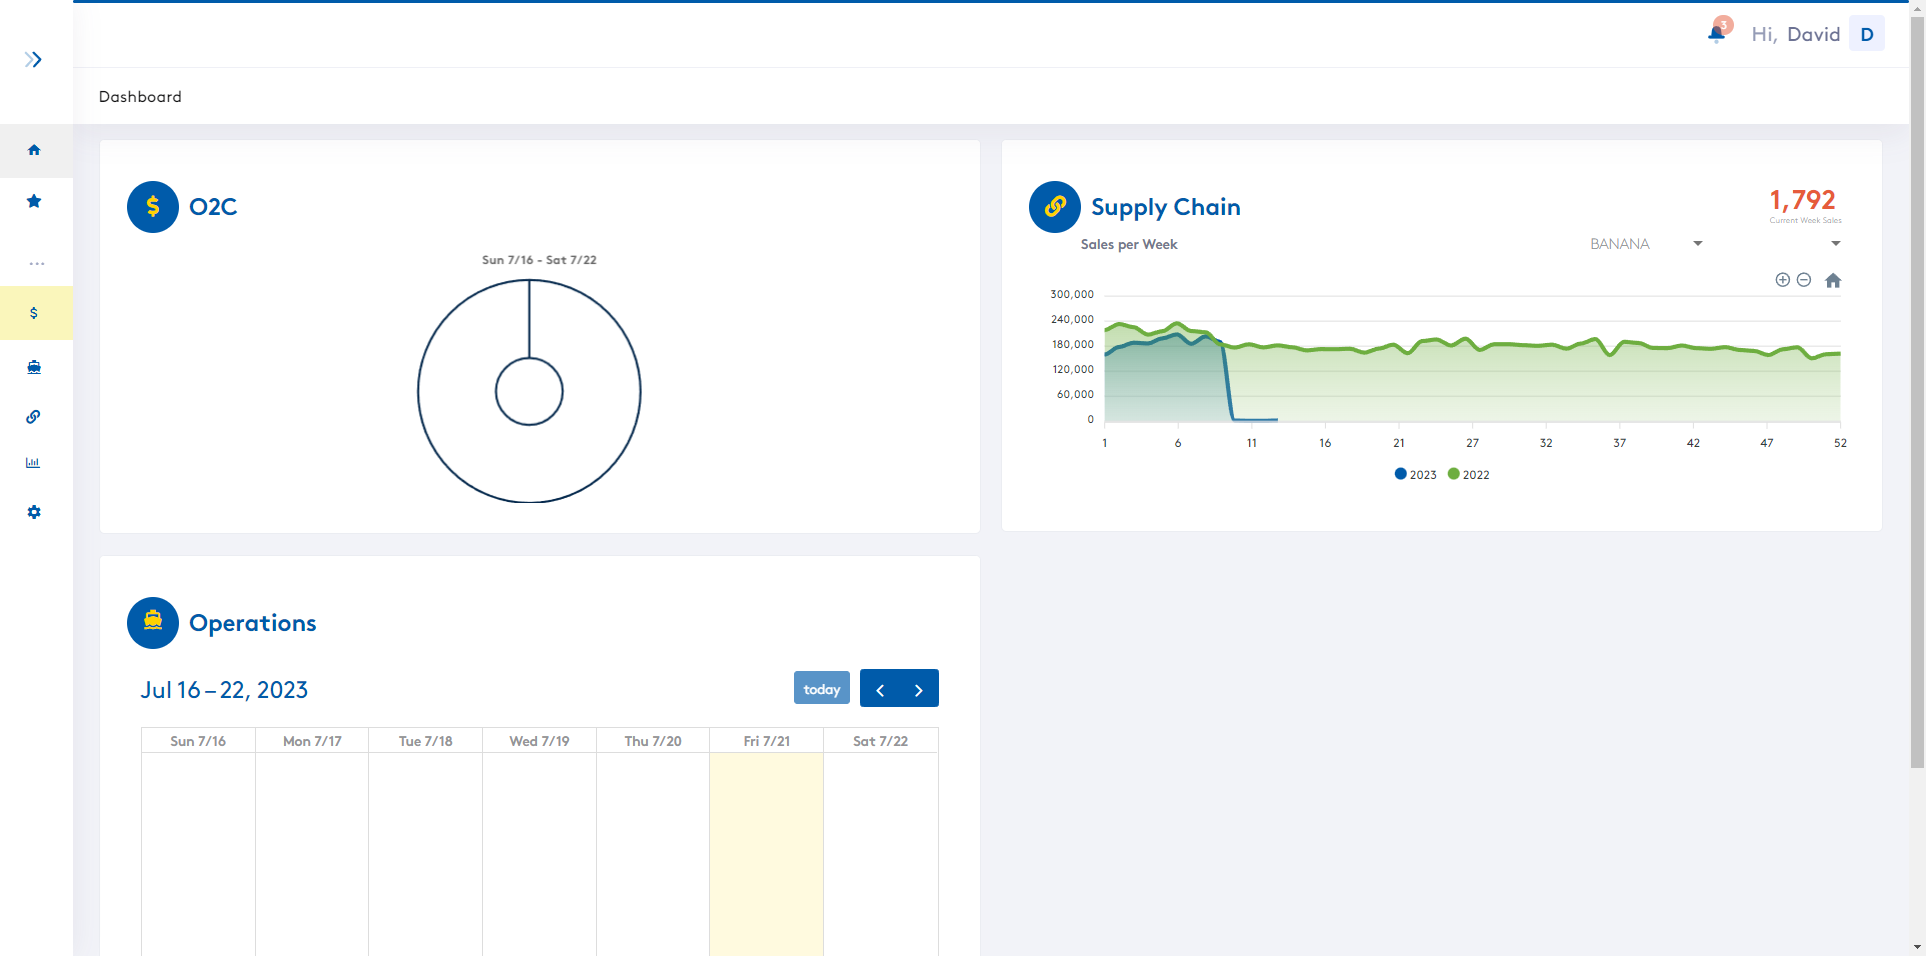 3
Hi, David D
Dashboard
...
$
$ O2C
Sun 7/16 - Sat 7/22
Supply Chain
1,792
Current Week Sales
Sales per Week
BANANA
300,000
240,000
180,000
120,000
60,000
0
1 6 11 16 21 27 32 37 42 47 52
2023 2022
Operations
Jul 16 – 22, 2023
today
Sun 7/16 Mon 7/17 Tue 7/18 Wed 7/19 Thu 7/20 Fri 7/21 Sat 7/22